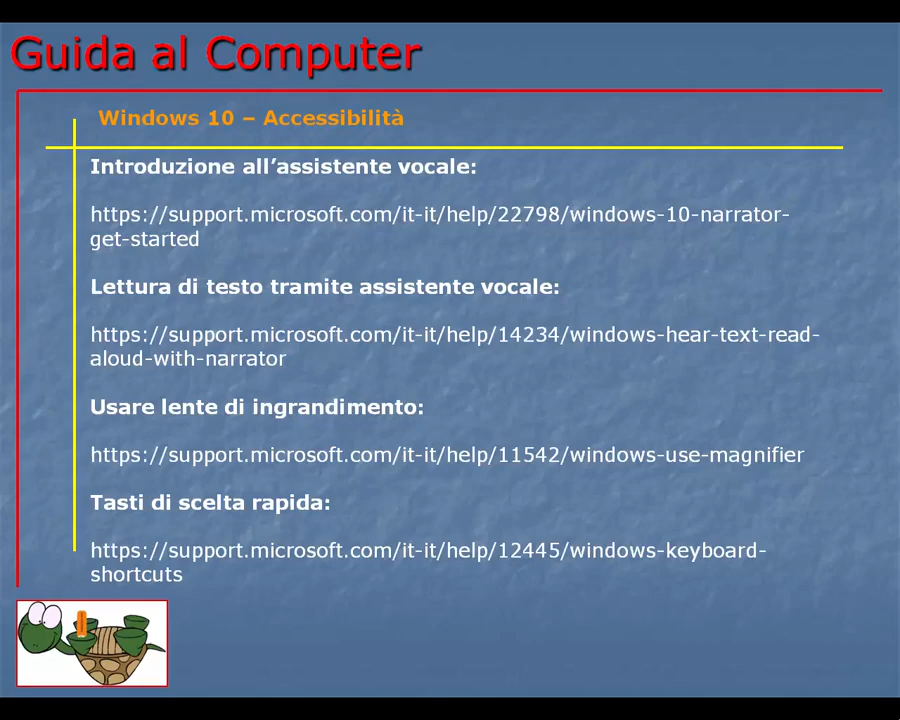 Guida al Computer
Windows 10 – Accessibilità
Introduzione all’assistente vocale:
https://support.microsoft.com/it-it/help/22798/windows-10-narrator-
get-started
Lettura di testo tramite assistente vocale:
https://support.microsoft.com/it-it/help/14234/windows-hear-text-read-
aloud-with-narrator
Usare lente di ingrandimento:
https://support.microsoft.com/it-it/help/11542/windows-use-magnifier
Tasti di scelta rapida:
https://support.microsoft.com/it-it/help/12445/windows-keyboard-
shortcuts